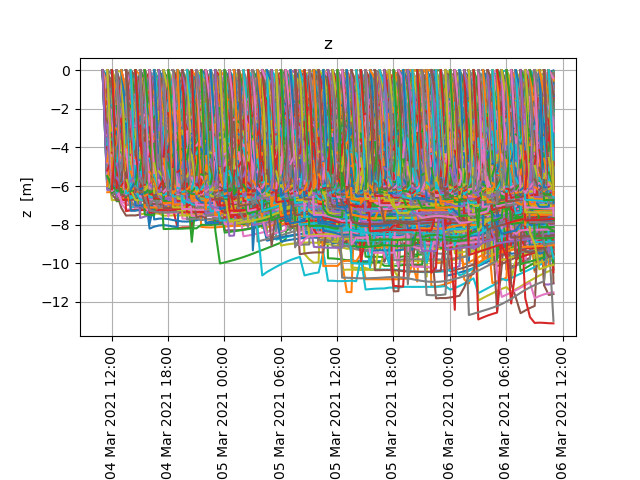 z
0
−2
−4
−6
−8
−10
−12
z [m]
04 Mar 2021 12:00
04 Mar 2021 18:00
05 Mar 2021 00:00
05 Mar 2021 06:00
05 Mar 2021 12:00
05 Mar 2021 18:00
06 Mar 2021 00:00
06 Mar 2021 06:00
06 Mar 2021 12:00